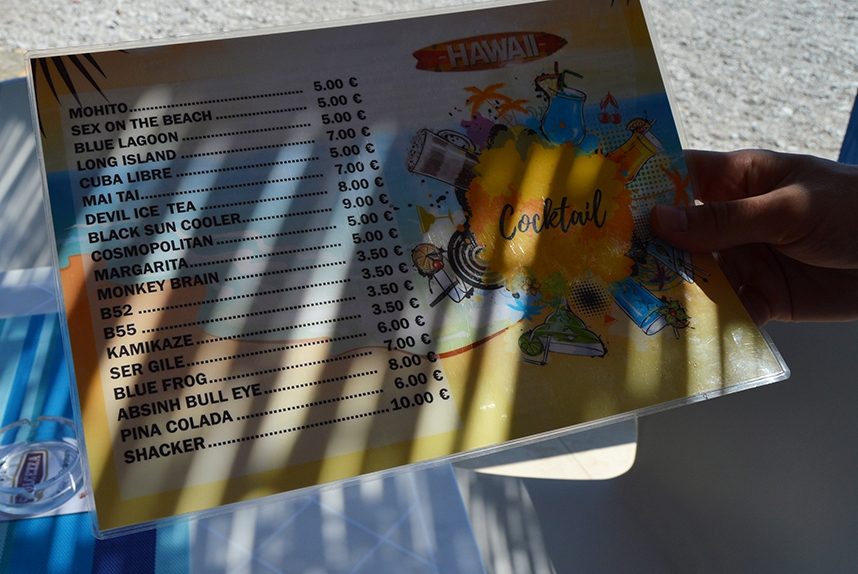 HAWAII
MOHITO 5.00 €
SEX ON THE BEACH 5.00 €
BLUE LAGOON 5.00 €
LONG ISLAND 7.00 €
CUBA LIBRE 5.00 €
MAI TAI 7.00 €
DEVIL ICE TEA 8.00 €
BLACK SUN COOLER 9.00 €
COSMOPOLITAN 5.00 €
MARGARITA 5.00 €
MONKEY BRAIN 3.50 €
B52 3.50 €
B55 3.50 €
KAMIKAZE 3.50 €
SER GILE 6.00 €
BLUE FROG 7.00 €
ABSINH BULL EYE 8.00 €
PINA COLADA 6.00 €
SHACKER 10.00 €
Cocktail